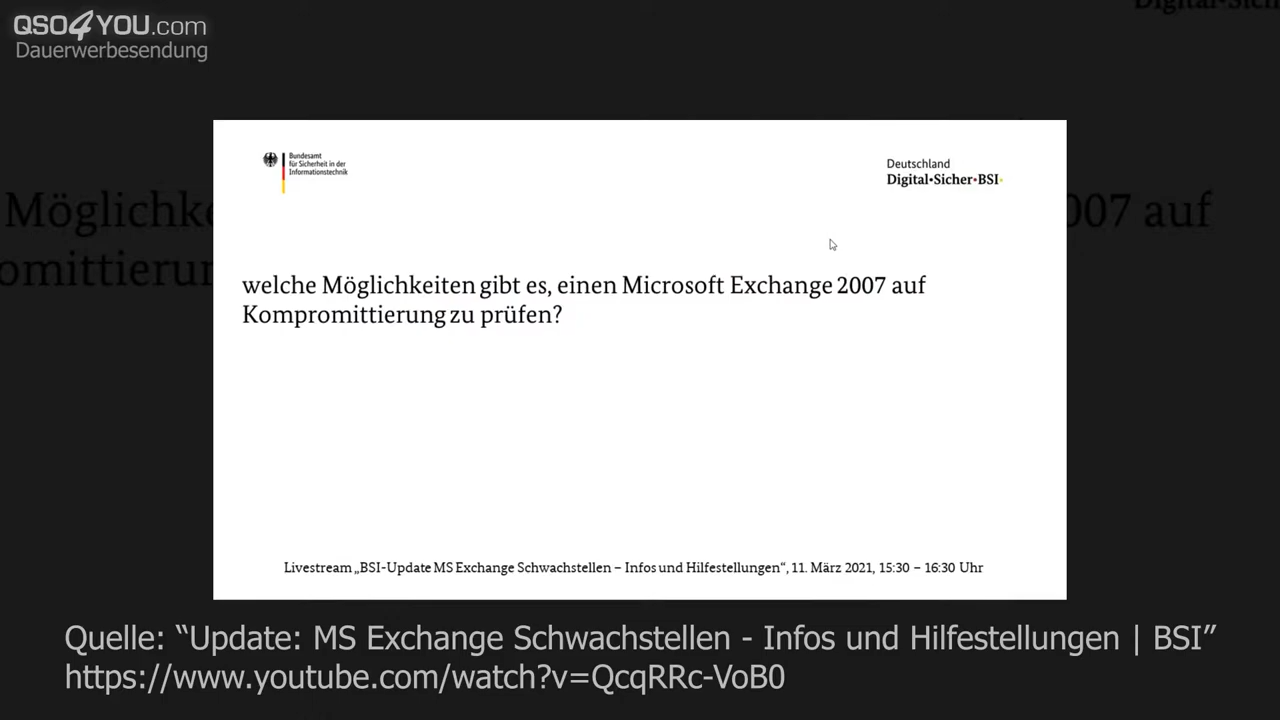 QSO4YOU.com
Dauerwerbesendung
Digital•Sich
Bundesamt
für Sicherheit in der
Informationstechnik
Deutschland
Digital•Sicher•BSI•
welche Möglichkeiten gibt es, einen Microsoft Exchange 2007 auf
Kompromittierung zu prüfen?
Livestream „BSI-Update MS Exchange Schwachstellen – Infos und Hilfestellungen“, 11. März 2021, 15:30 – 16:30 Uhr
Quelle: “Update: MS Exchange Schwachstellen - Infos und Hilfestellungen | BSI”
https://www.youtube.com/watch?v=QcqRRc-VoB0